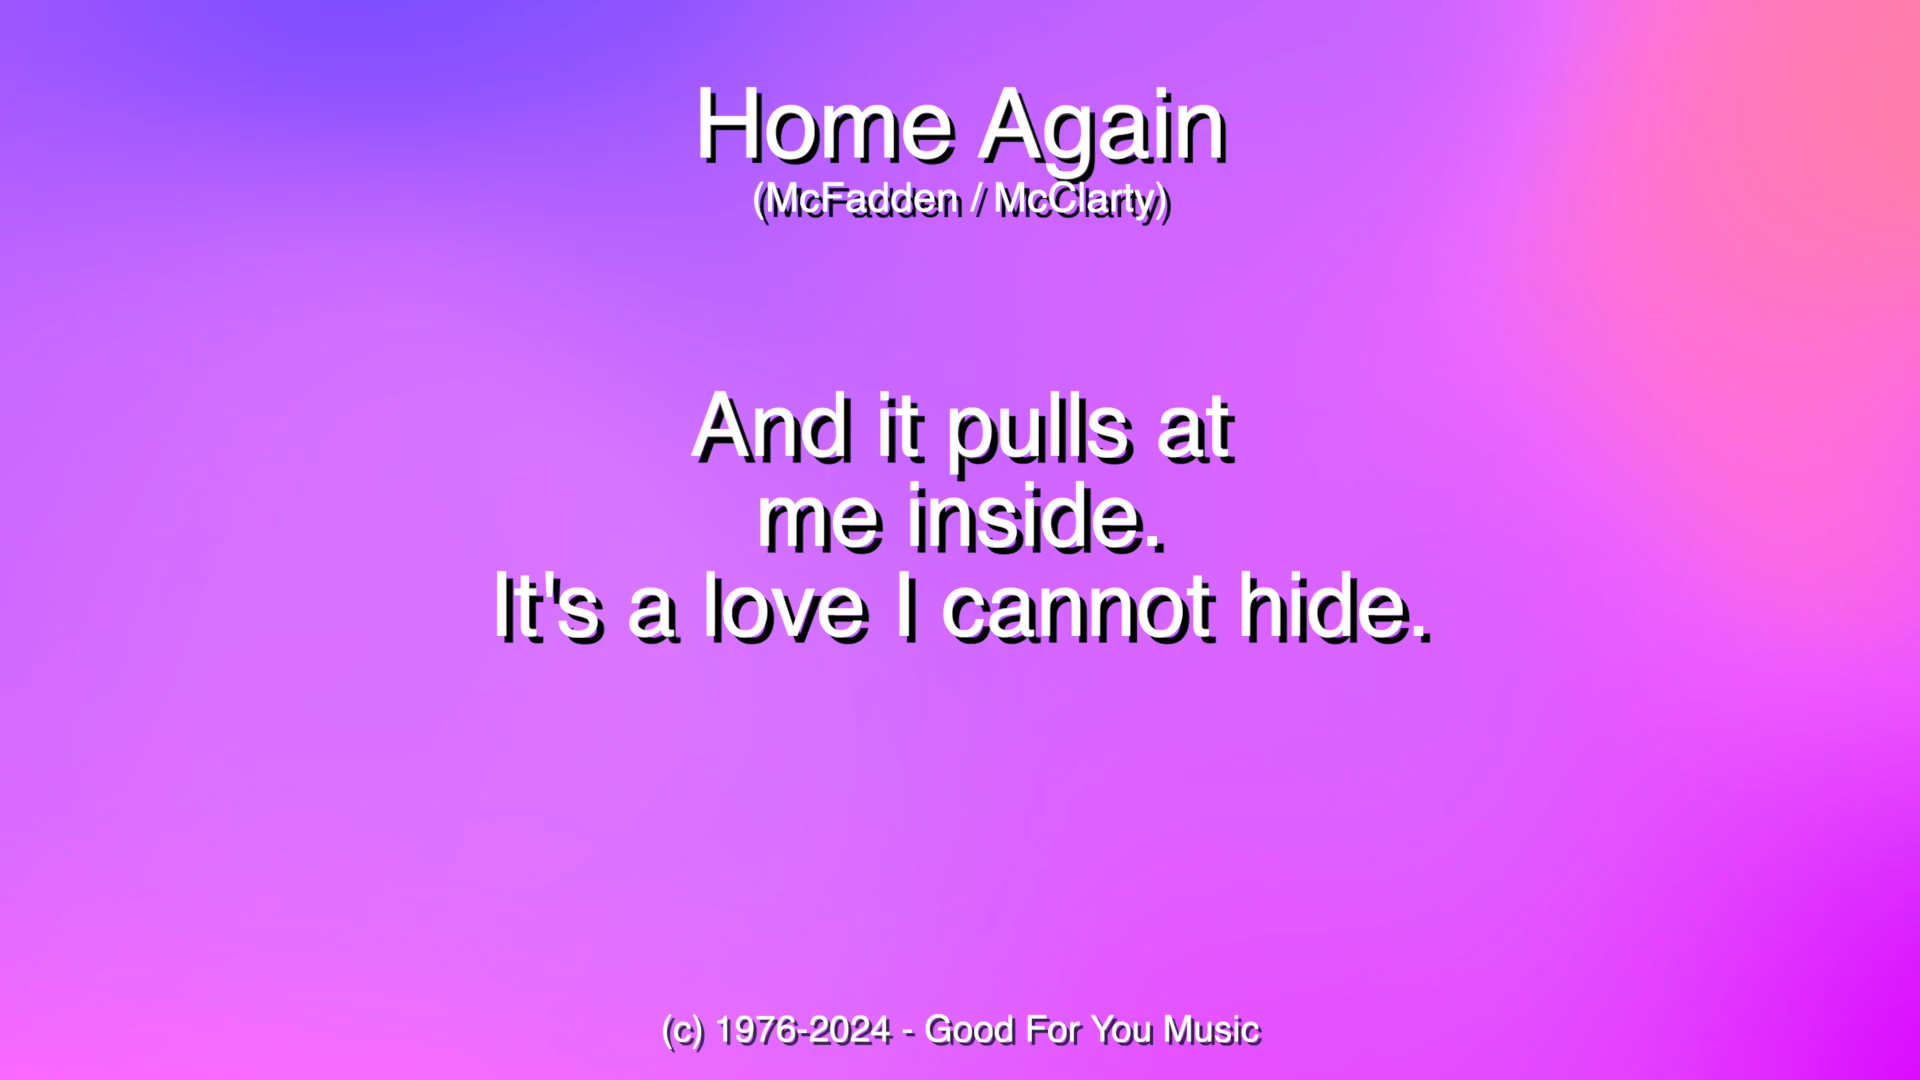 Home Again
(McFadden / McClarty)
And it pulls at
me inside.
It's a love I cannot hide.
(c) 1976-2024 - Good For You Music